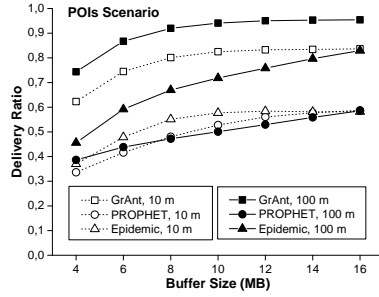 POIs Scenario
1,0
0,9
0,8
0,7
0,6
0,5
0,4
0,3
0,2
0,1
0,0
Delivery Ratio
GrAnt, 10 m
PROPHET, 10 m
Epidemic, 10 m
GrAnt, 100 m
PROPHET, 100 m
Epidemic, 100 m
4 6 8 10 12 14 16
Buffer Size (MB)